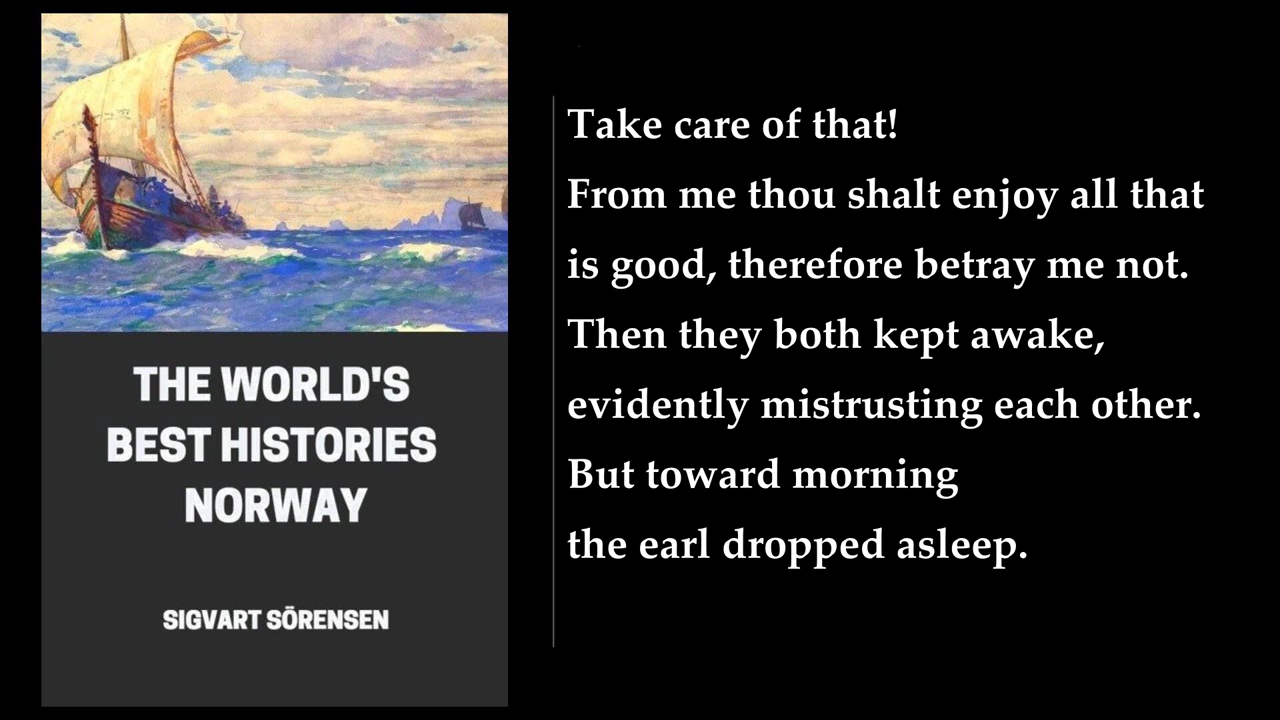 THE WORLD'S
BEST HISTORIES
NORWAY
SIGVART SÖRENSEN
Take care of that!
From me thou shalt enjoy all that
is good, therefore betray me not.
Then they both kept awake,
evidently mistrusting each other.
But toward morning
the earl dropped asleep.